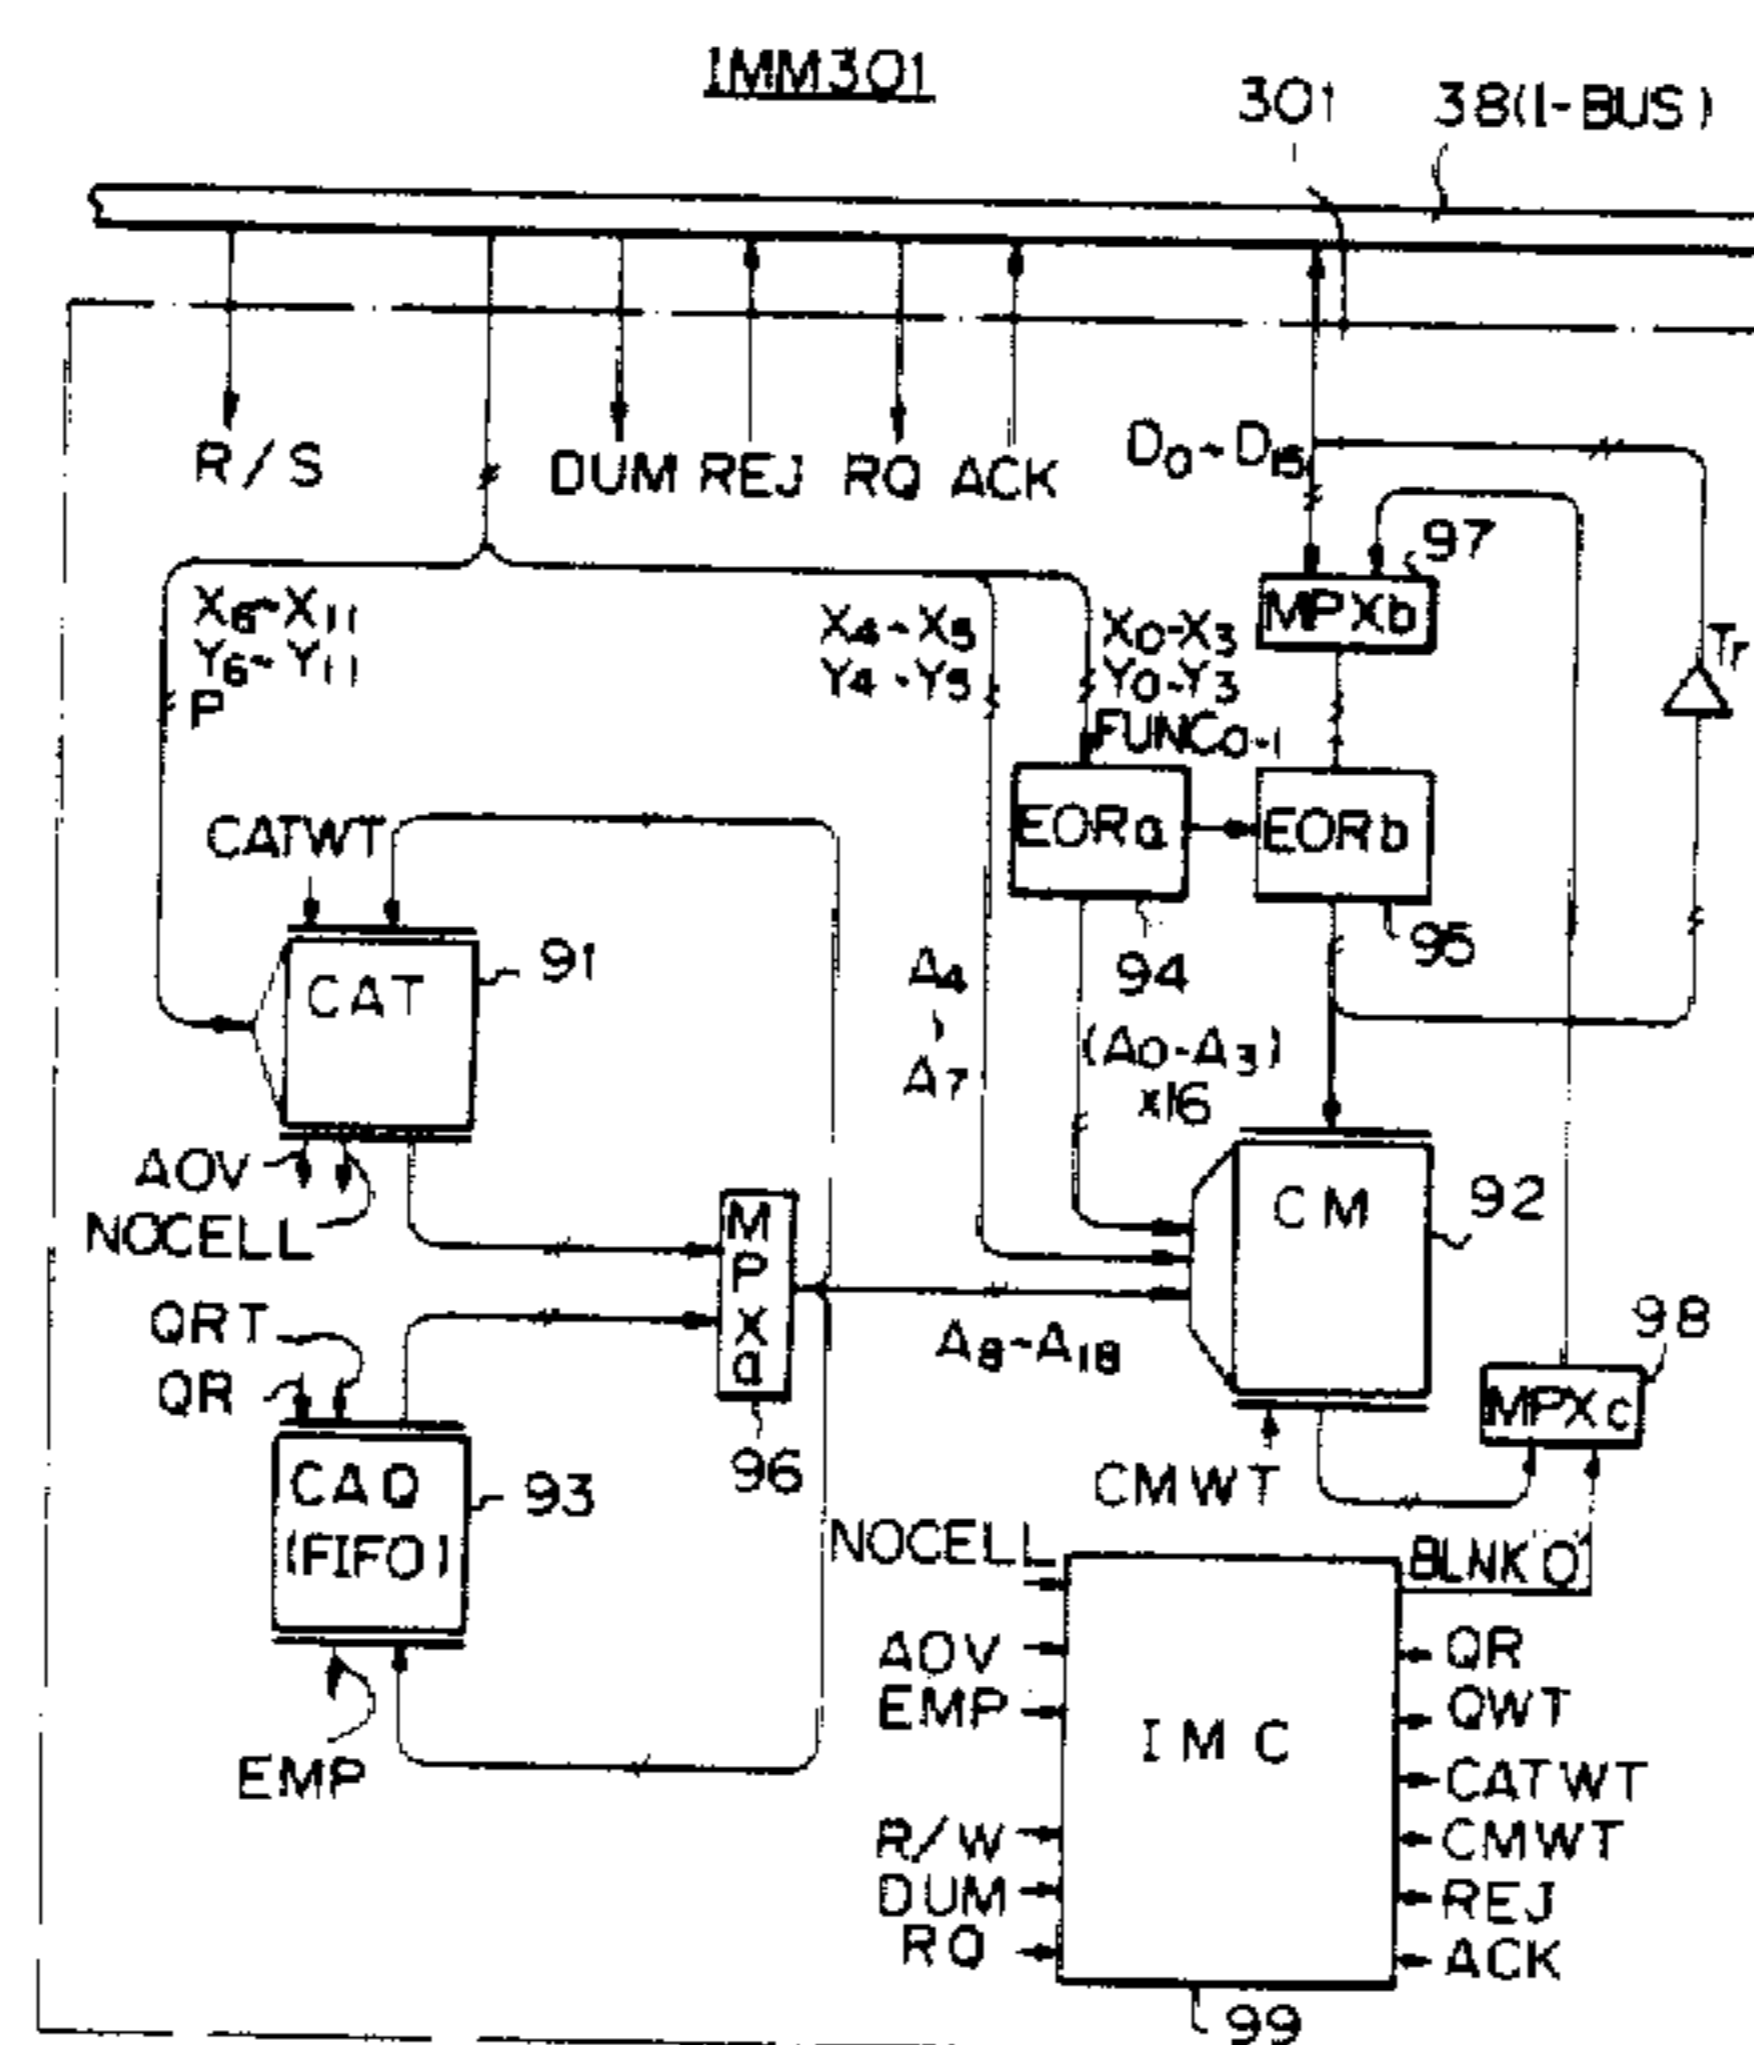 IMM301
301
38(I-BUS)
R/S
DUM REJ RQ ACK
D0~D15
97
X6~X11
Y6~Y11
P
X4~X5
Y4~Y5
X0-X3
Y0-Y3
FUNC0-1
MPXb
Tr
CATWT
EORa
EORb
91
CAT
94
95
A4
~
A7
(A0-A3)
x16
AOV
NOCELL
MPXa
CM
92
QRT
QR
A8~A18
98
MPXc
CAQ
(FIFO)
93
96
CMWT
NOCELL
BLNK'0'
AOV
EMP
IMC
QR
QWT
EMP
CATWT
R/W
CMWT
DUM
REJ
RQ
ACK
99